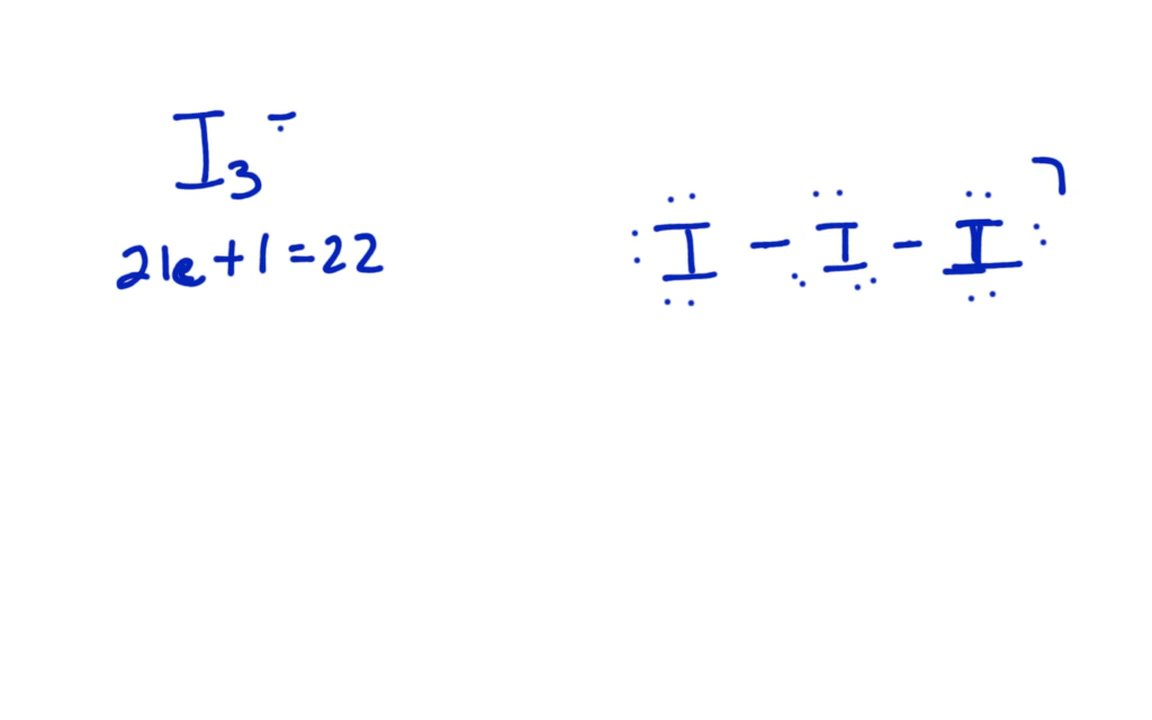 I₃⁻
21e + 1 = 22
I - I - I